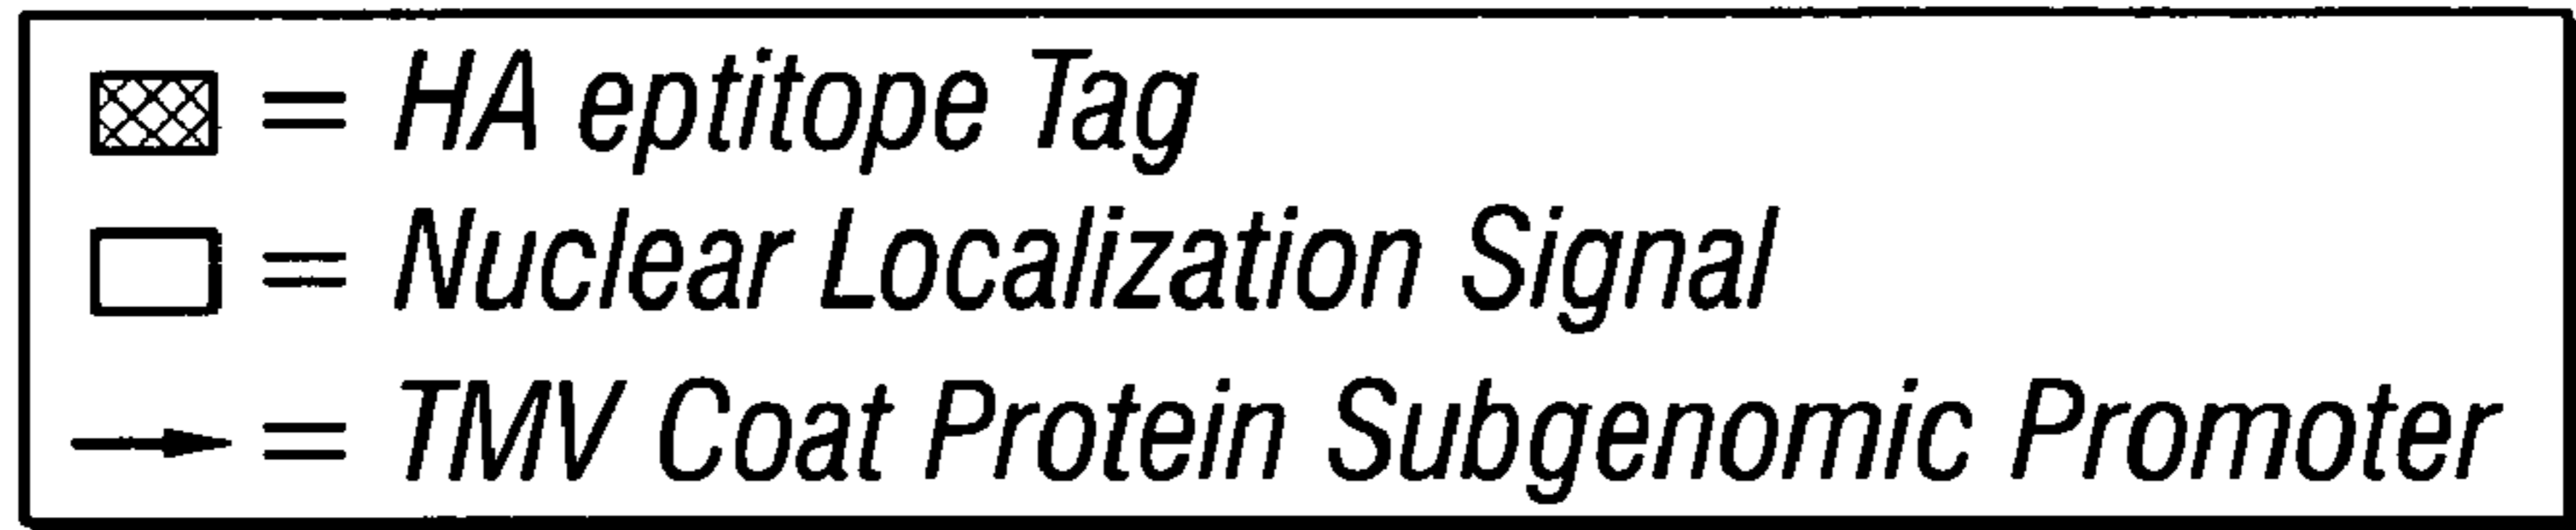 = HA eptitope Tag
= Nuclear Localization Signal
= TMV Coat Protein Subgenomic Promoter